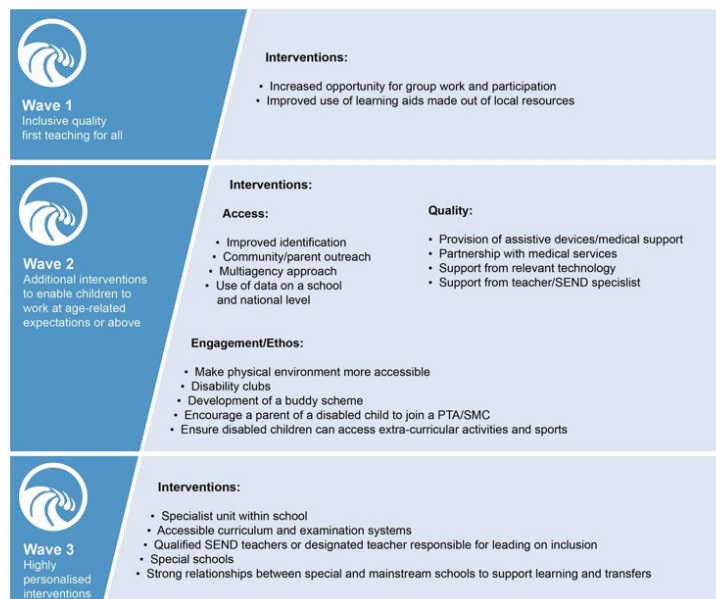 Wave 1
Inclusive quality
first teaching for all
Interventions:
• Increased opportunity for group work and participation
• Improved use of learning aids made out of local resources
Wave 2
Additional interventions
to enable children to
work at age-related
expectations or above
Interventions:
Access:
• Improved identification
• Community/parent outreach
• Multiagency approach
• Use of data on a school
and national level
Quality:
• Provision of assistive devices/medical support
• Partnership with medical services
• Support from relevant technology
• Support from teacher/SEND specislist
Engagement/Ethos:
• Make physical environment more accessible
• Disability clubs
• Development of a buddy scheme
• Encourage a parent of a disabled child to join a PTA/SMC
• Ensure disabled children can access extra-curricular activities and sports
Wave 3
Highly
personalised
interventions
Interventions:
• Specialist unit within school
• Accessible curriculum and examination systems
• Qualified SEND teachers or designated teacher responsible for leading on inclusion
• Special schools
• Strong relationships between special and mainstream schools to support learning and transfers